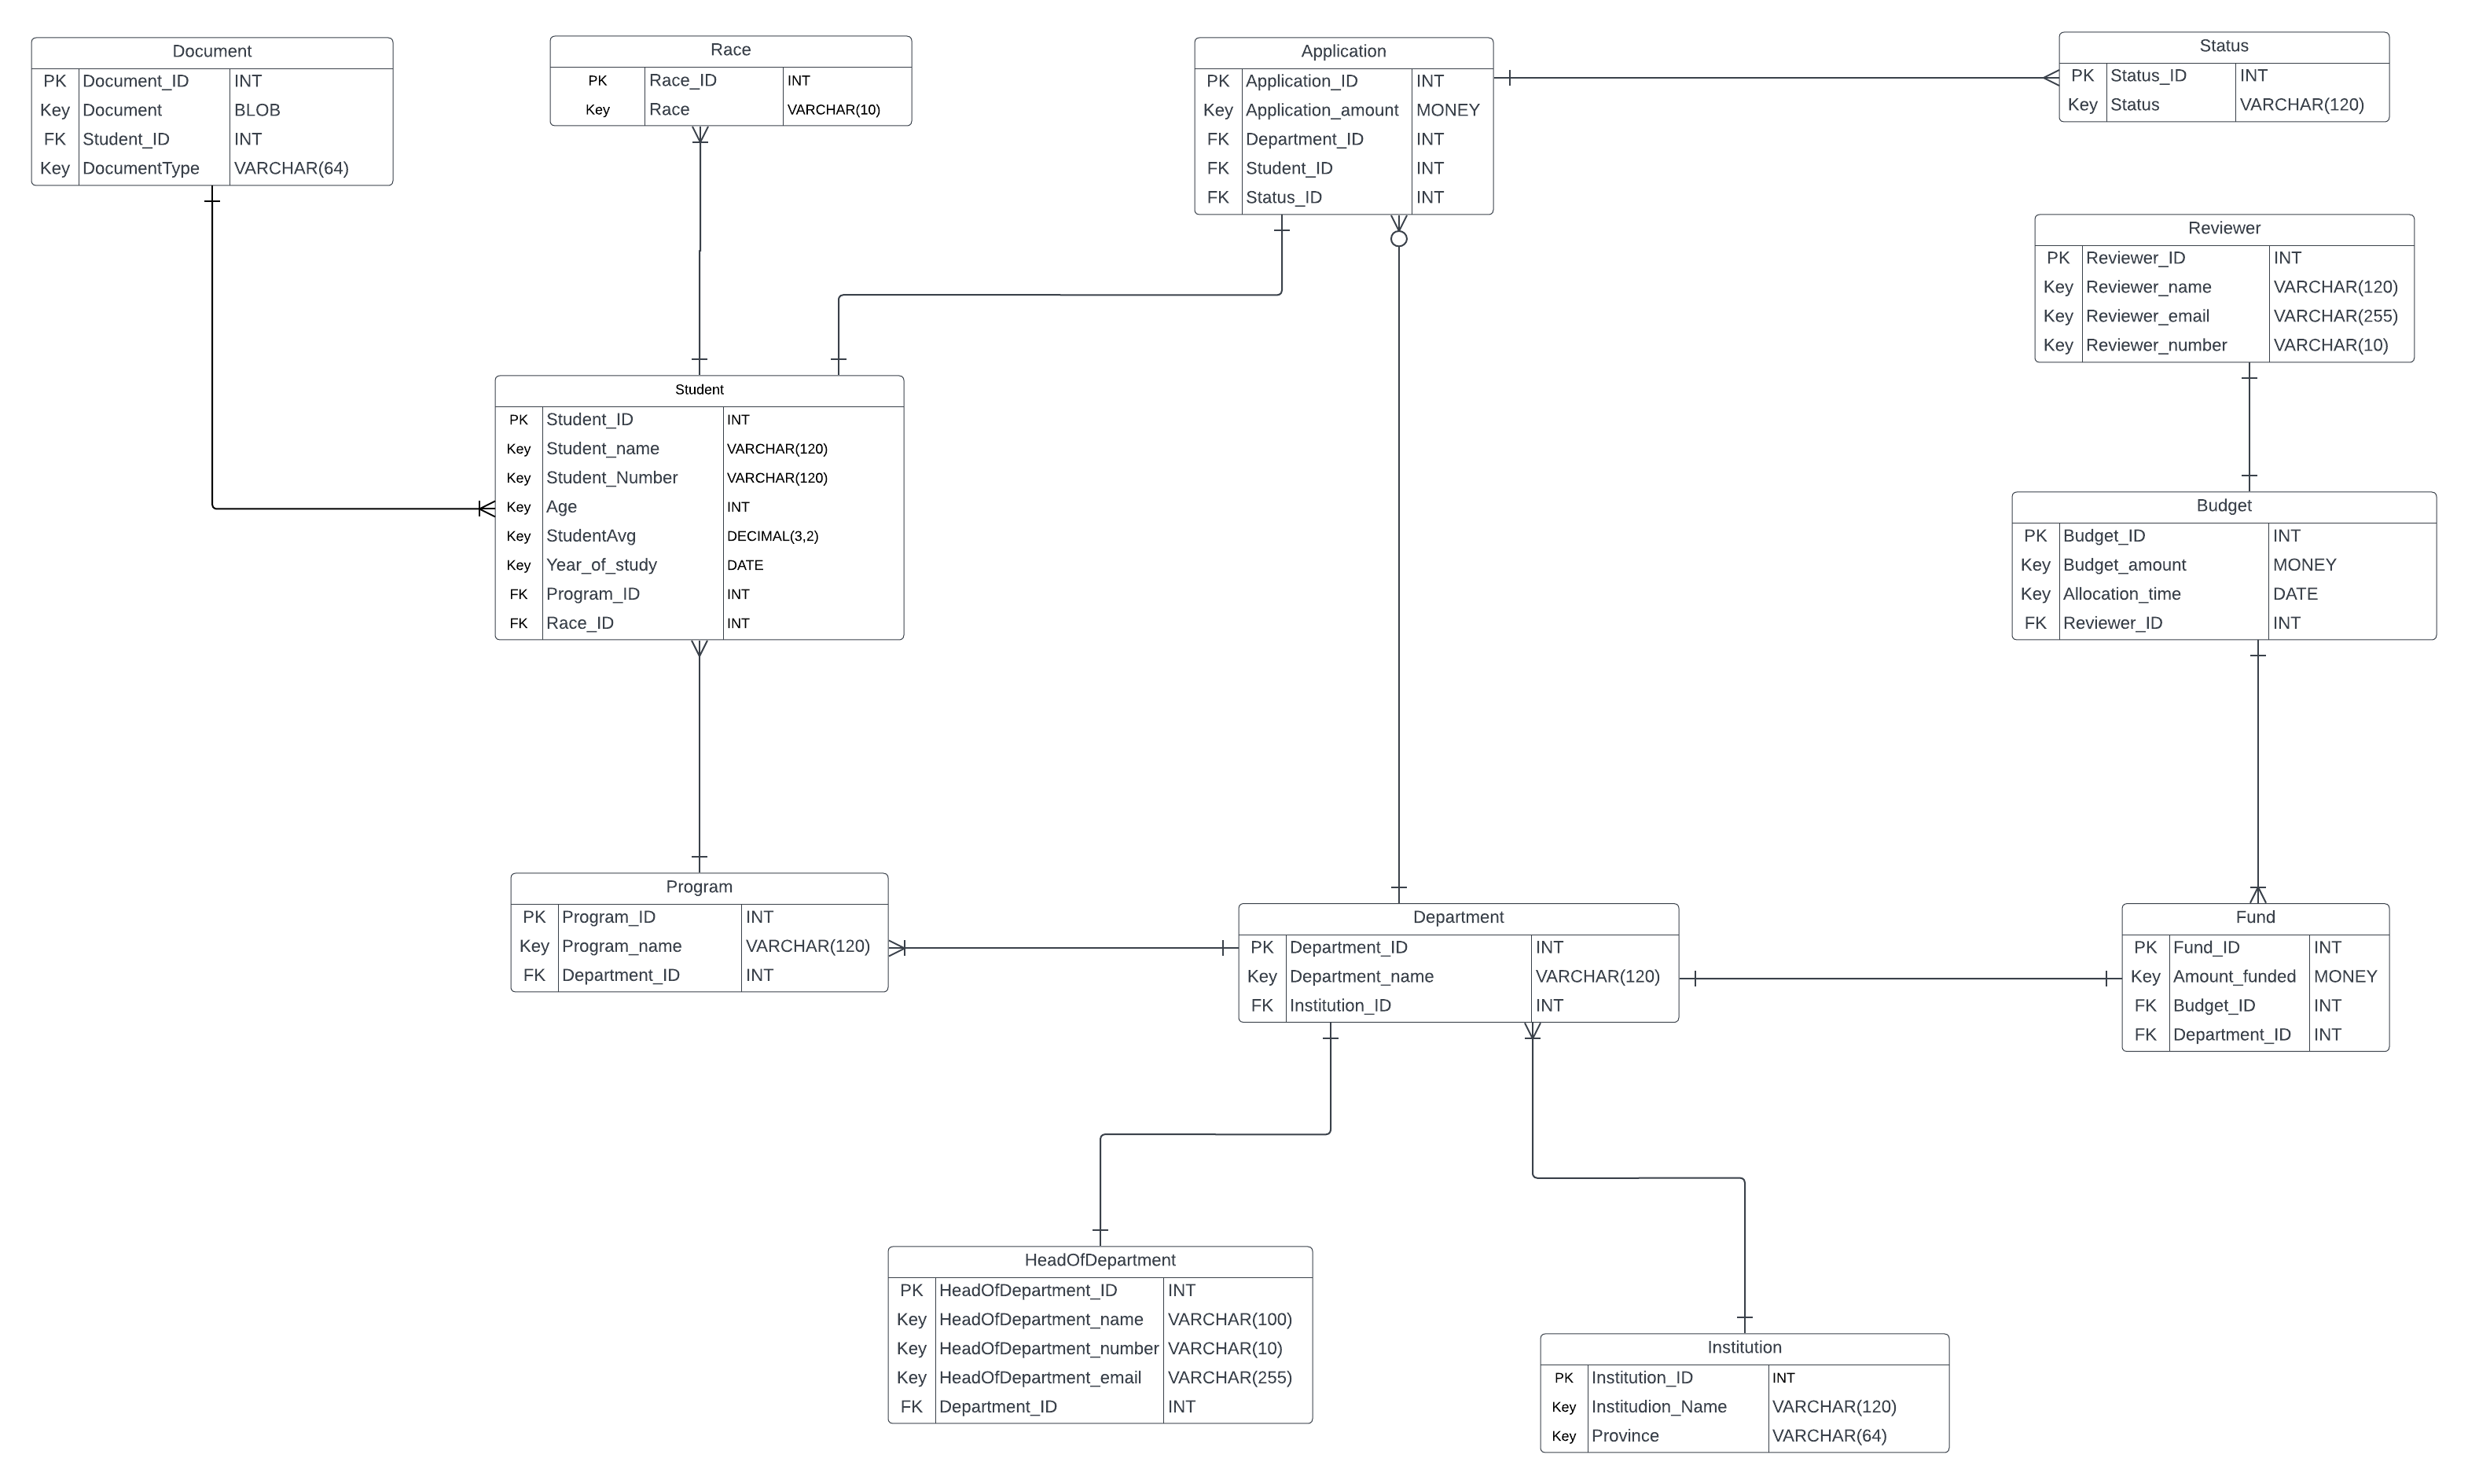 Document
PK Document_ID INT
Key Document BLOB
FK Student_ID INT
Key DocumentType VARCHAR(64)
Race
PK Race_ID INT
Key Race VARCHAR(10)
Application
PK Application_ID INT
Key Application_amount MONEY
FK Department_ID INT
FK Student_ID INT
FK Status_ID INT
Status
PK Status_ID INT
Key Status VARCHAR(120)
Reviewer
PK Reviewer_ID INT
Key Reviewer_name VARCHAR(120)
Key Reviewer_email VARCHAR(255)
Key Reviewer_number VARCHAR(10)
Student
PK Student_ID INT
Key Student_name VARCHAR(120)
Key Student_Number VARCHAR(120)
Key Age INT
Key StudentAvg DECIMAL(3,2)
Key Year_of_study DATE
FK Program_ID INT
FK Race_ID INT
Budget
PK Budget_ID INT
Key Budget_amount MONEY
Key Allocation_time DATE
FK Reviewer_ID INT
Program
PK Program_ID INT
Key Program_name VARCHAR(120)
FK Department_ID INT
Department
PK Department_ID INT
Key Department_name VARCHAR(120)
FK Institution_ID INT
Fund
PK Fund_ID INT
Key Amount_funded MONEY
FK Budget_ID INT
FK Department_ID INT
HeadOfDepartment
PK HeadOfDepartment_ID INT
Key HeadOfDepartment_name VARCHAR(100)
Key HeadOfDepartment_number VARCHAR(10)
Key HeadOfDepartment_email VARCHAR(255)
FK Department_ID INT
Institution
PK Institution_ID INT
Key Institudion_Name VARCHAR(120)
Key Province VARCHAR(64)